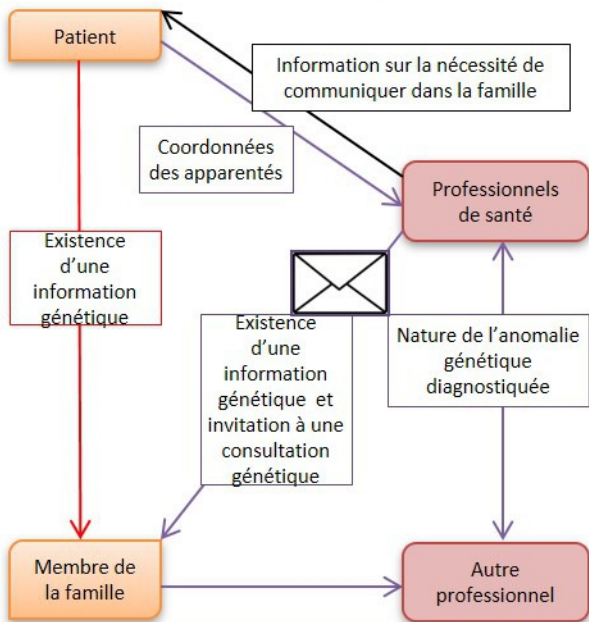 Patient
Information sur la nécessité de
communiquer dans la famille
Coordonnées
des apparentés
Professionnels
de santé
Existence
d’une
information
génétique
Existence
d’une
information
génétique et
invitation à une
consultation
génétique
Nature de l’anomalie
génétique
diagnostiquée
Membre de
la famille
Autre
professionnel